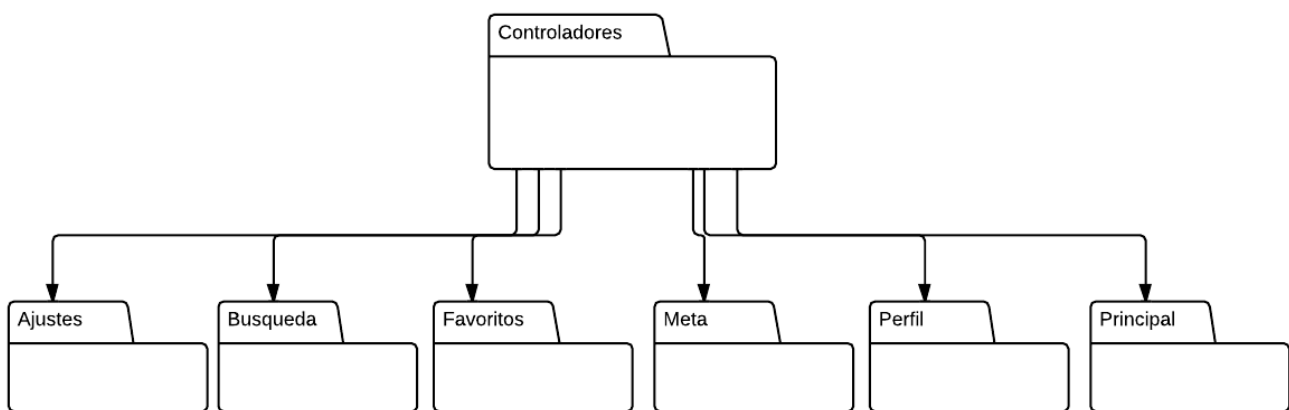 Controladores
Ajustes
Busqueda
Favoritos
Meta
Perfil
Principal